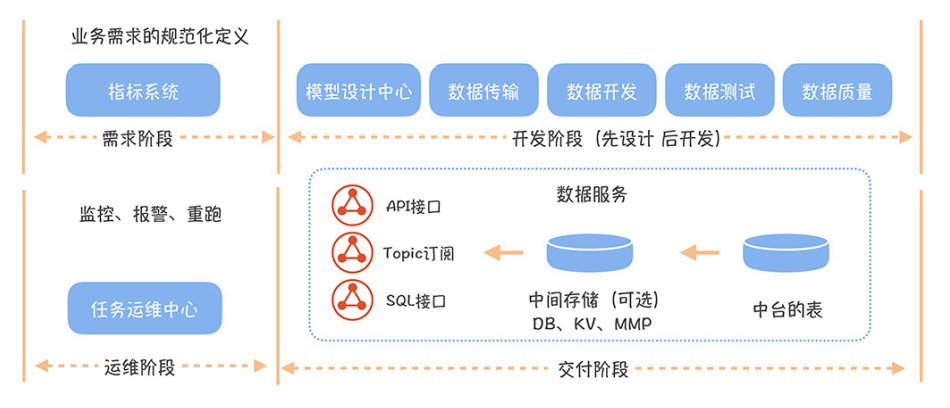 业务需求的规范化定义
指标系统
需求阶段
模型设计中心
数据传输
数据开发
数据测试
数据质量
开发阶段（先设计 后开发）
监控、报警、重跑
任务运维中心
运维阶段
数据服务
API接口
Topic订阅
SQL接口
中间存储（可选）
DB、KV、MMP
中台的表
交付阶段